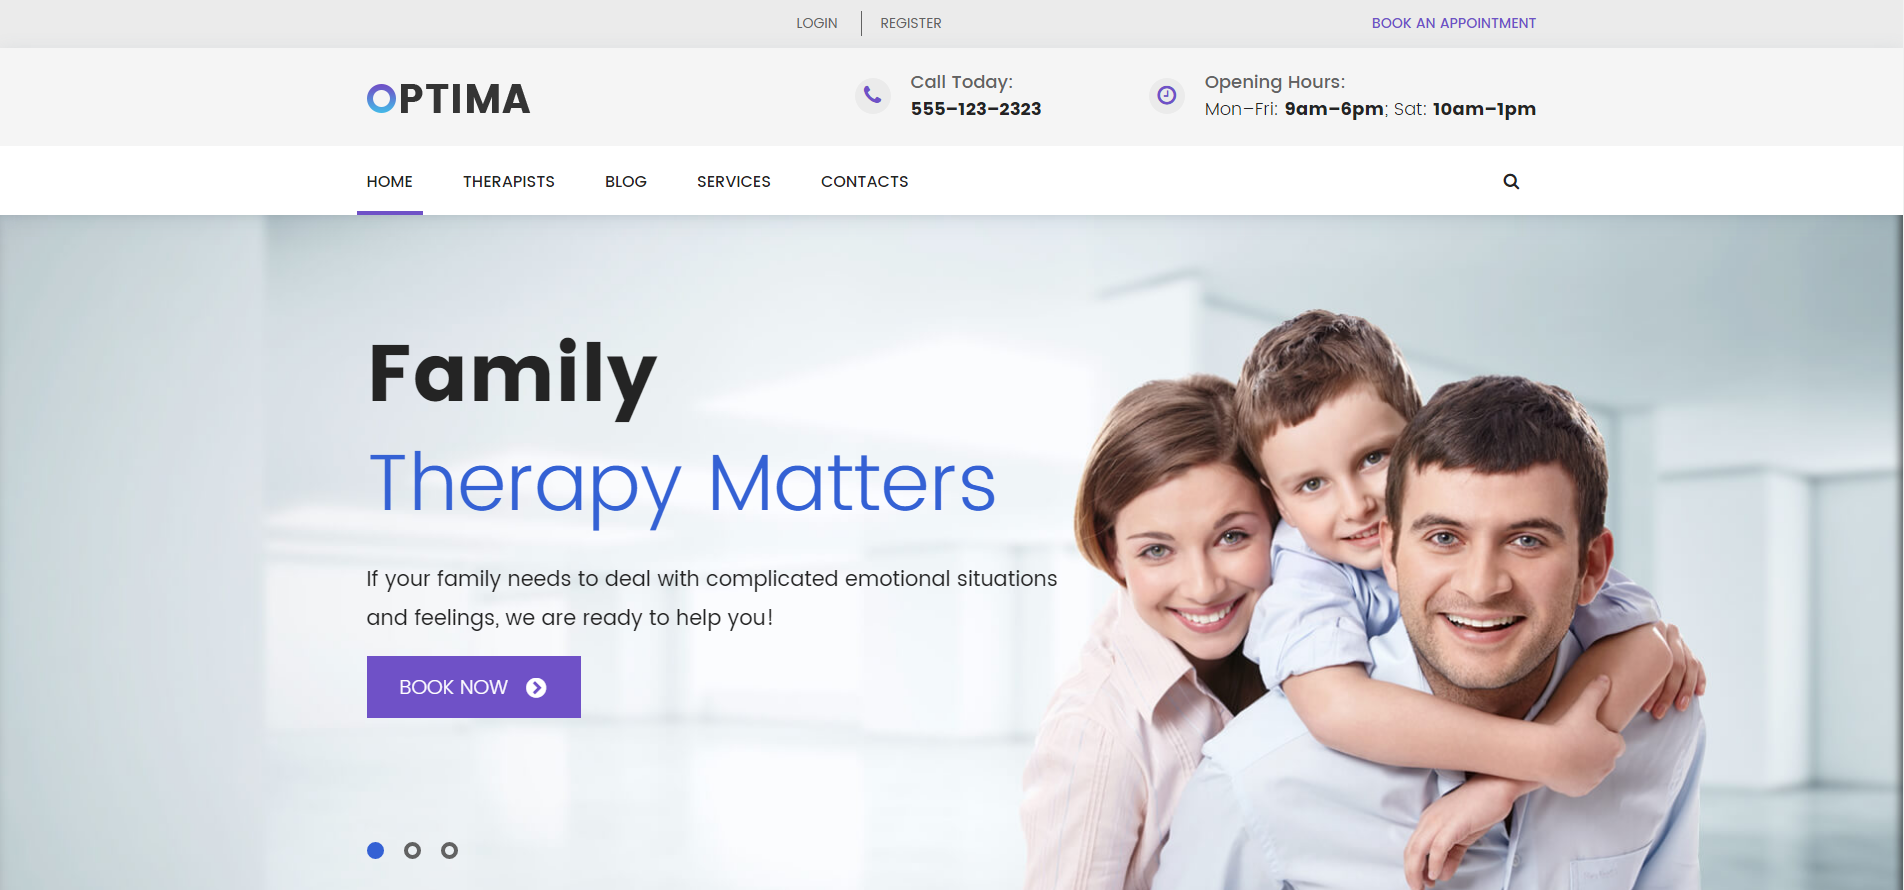 LOGIN REGISTER BOOK AN APPOINTMENT
OPTIMA
Call Today:
555–123–2323
Opening Hours:
Mon–Fri: 9am–6pm; Sat: 10am–1pm
HOME THERAPISTS BLOG SERVICES CONTACTS
Family
Therapy Matters
If your family needs to deal with complicated emotional situations
and feelings, we are ready to help you!
BOOK NOW